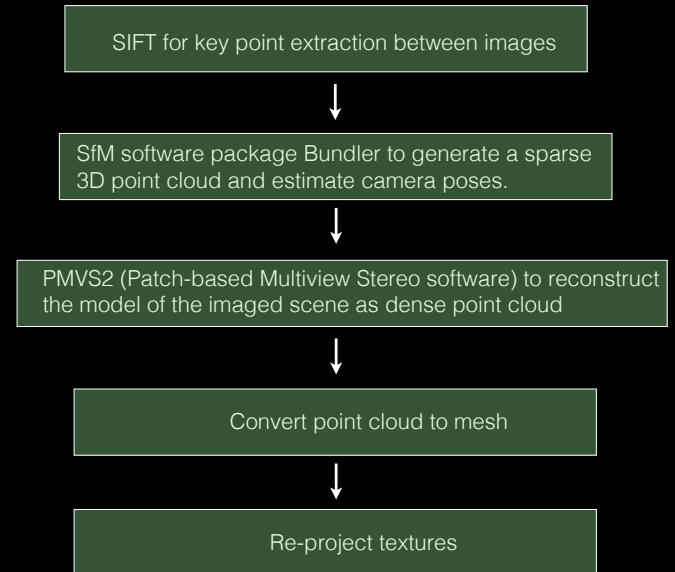 SIFT for key point extraction between images
SfM software package Bundler to generate a sparse
3D point cloud and estimate camera poses.
PMVS2 (Patch-based Multiview Stereo software) to reconstruct
the model of the imaged scene as dense point cloud
Convert point cloud to mesh
Re-project textures